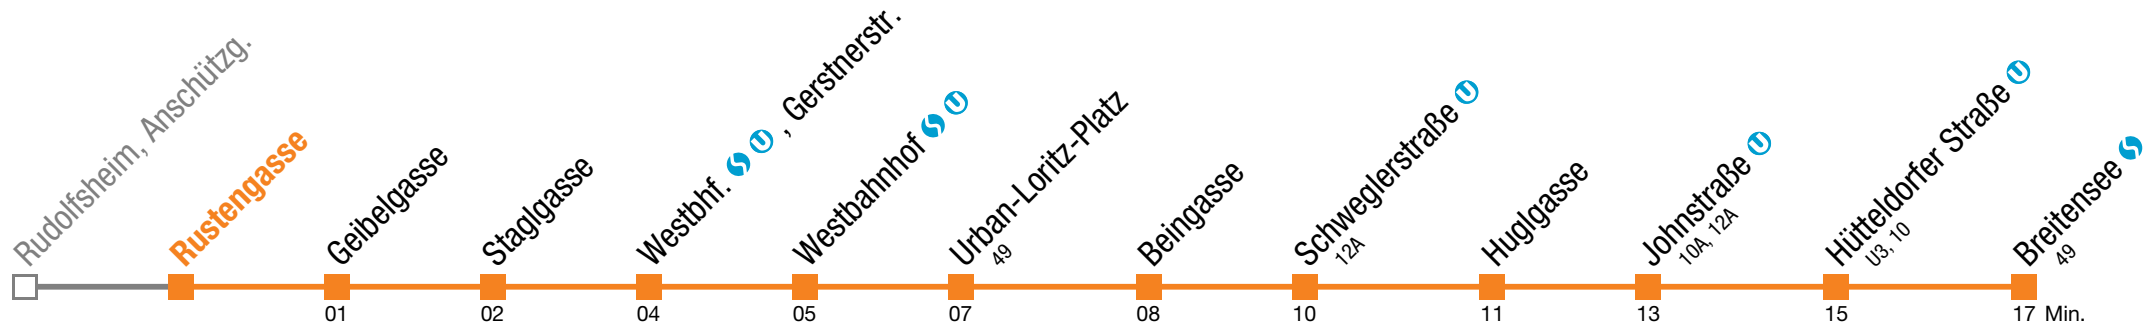 Rudolfsheim, Anschützg.
Rustengasse
Geibelgasse
01
Staglgasse
02
Westbhf. S U , Gerstnerstr.
04
Westbahnhof S U
05
Urban-Loritz-Platz
49
07
Beingasse
08
Schweglerstraße U
12A
10
Huglgasse
11
Johnstraße U
10A, 12A
13
Hütteldorfer Straße U
U3, 10
15
Breitensee S
49
17 Min.